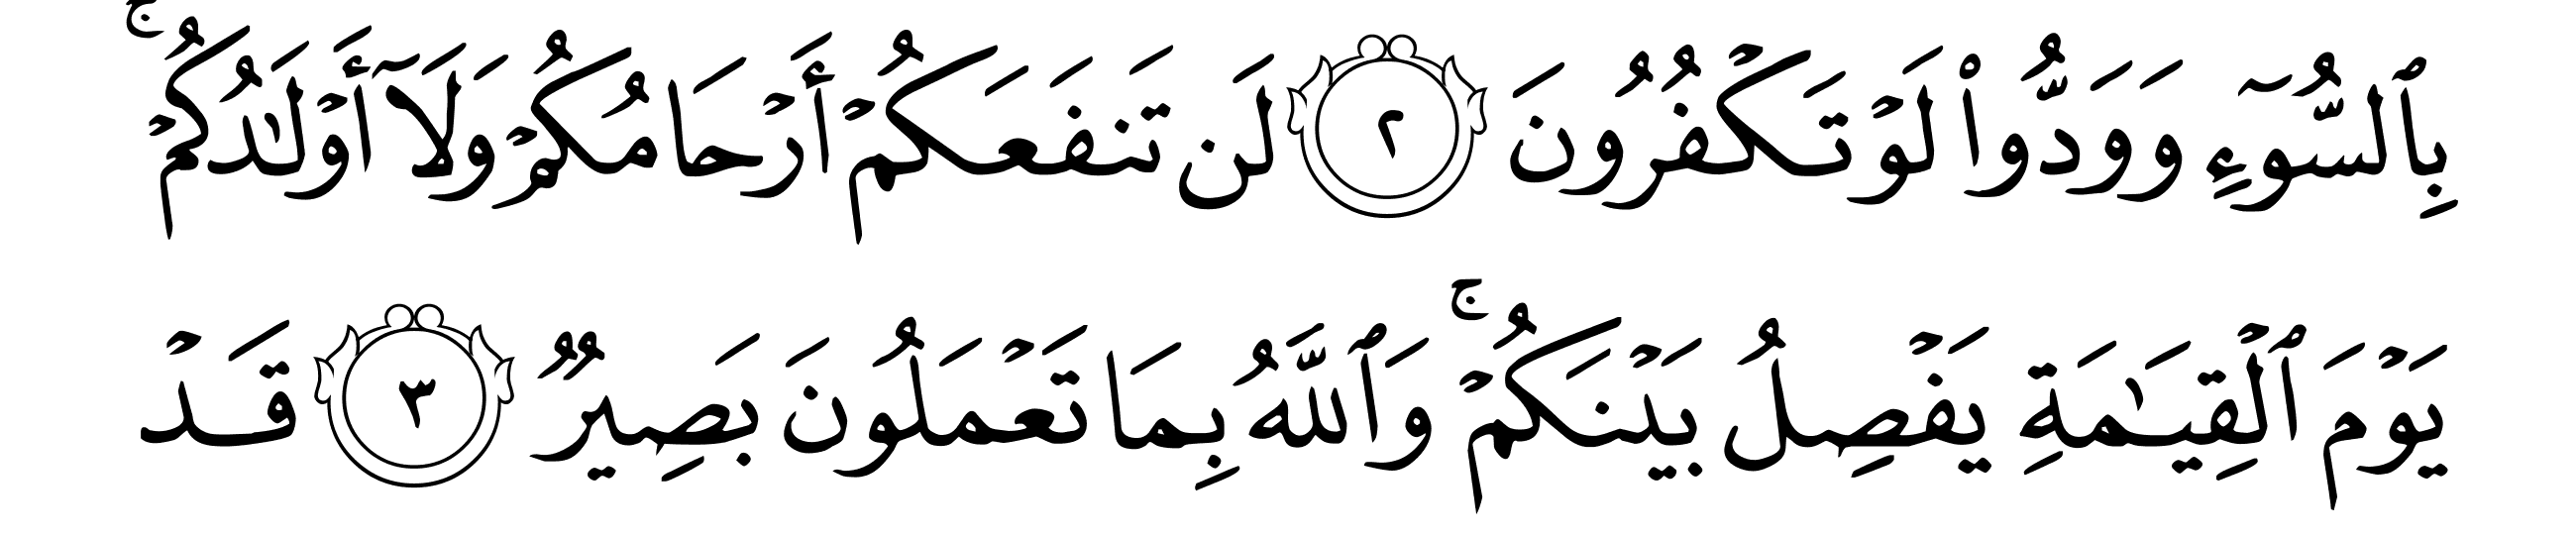 بِٱلسُّوٓءِ وَوَدُّوا۟ لَوْ تَكْفُرُونَ ٢ لَن تَنفَعَكُمْ أَرْحَامُكُمْ وَلَآ أَوْلَـٰدُكُمْ ۚ
يَوْمَ ٱلْقِيَـٰمَةِ يَفْصِلُ بَيْنَكُمْ ۚ وَٱللَّهُ بِمَا تَعْمَلُونَ بَصِيرٌ ٣ قَدْ